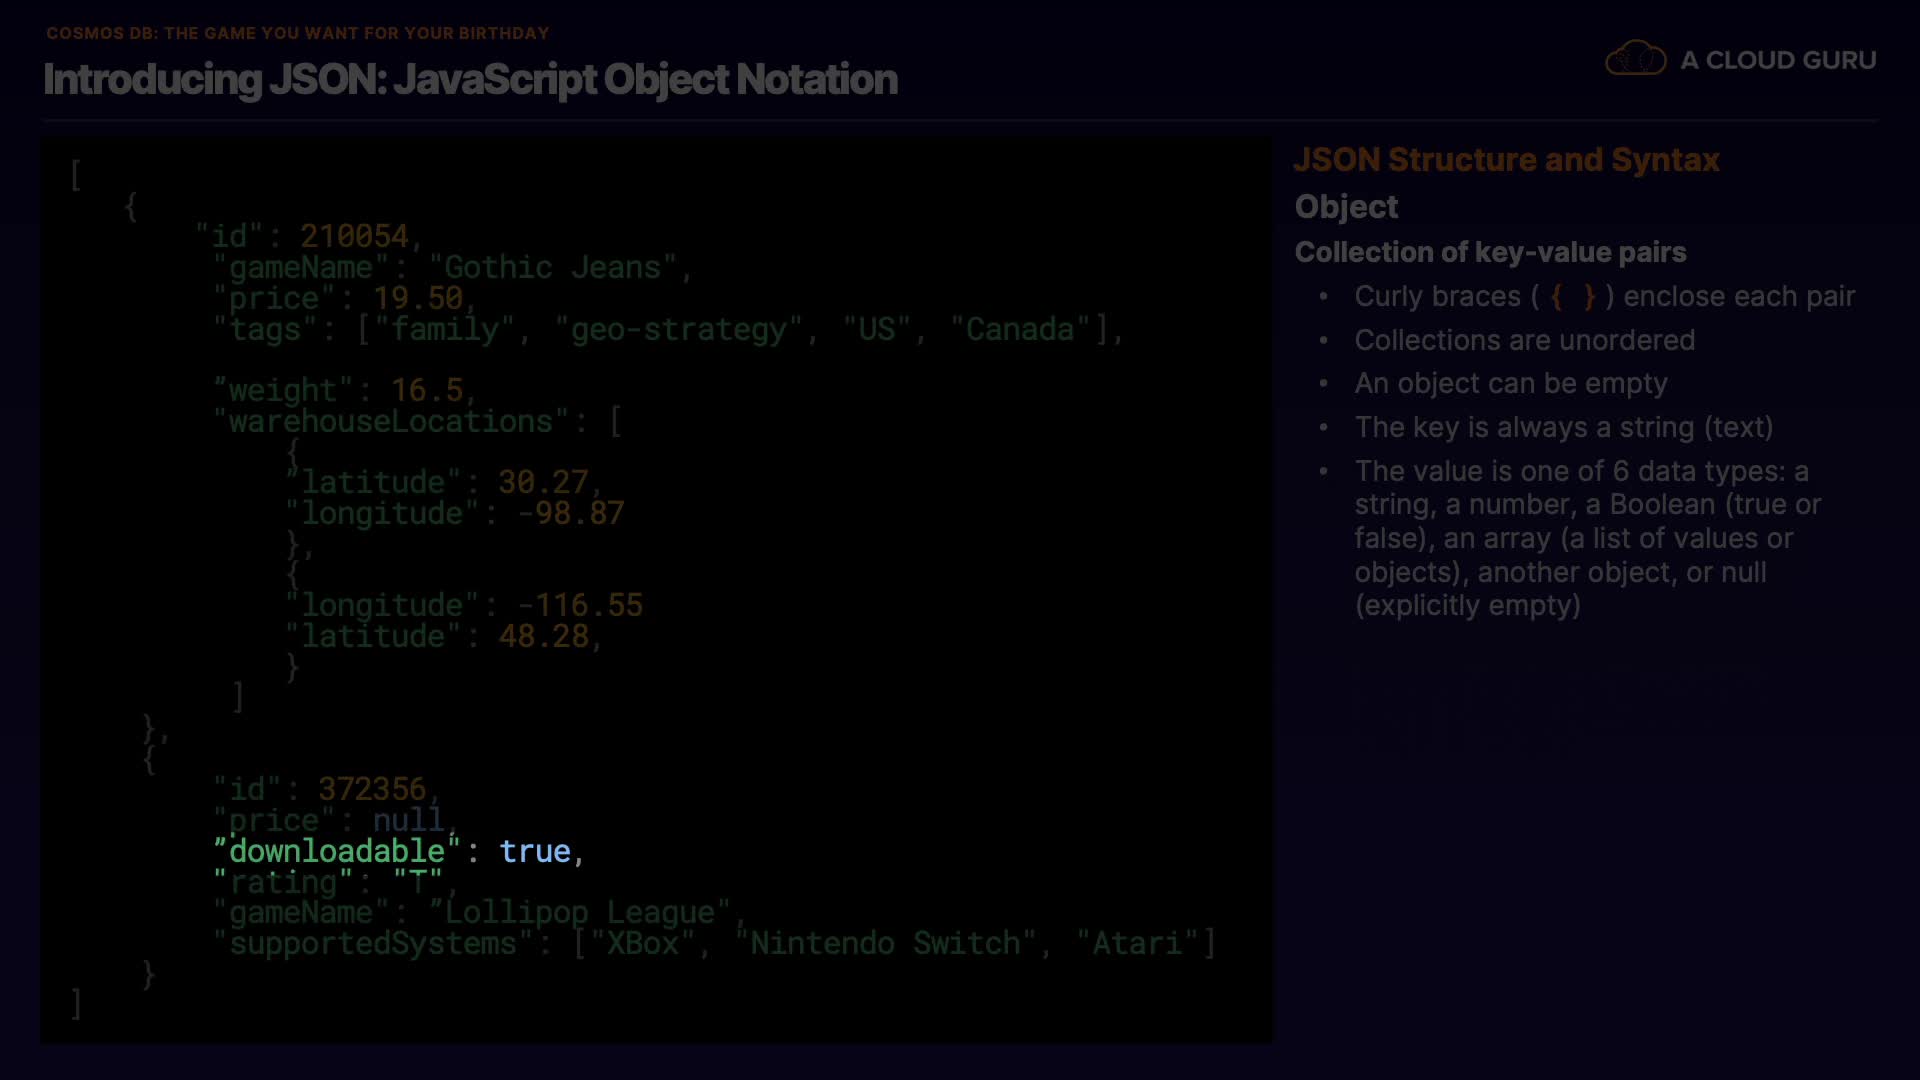 COSMOS DB: THE GAME YOU WANT FOR YOUR BIRTHDAY
Introducing JSON: JavaScript Object Notation
A CLOUD GURU
[
{
"id": 210054,
"gameName": "Gothic Jeans",
"price": 19.50,
"tags": ["family", "geo-strategy", "US", "Canada"],
”weight": 16.5,
"warehouseLocations": [
{
”latitude": 30.27,
"longitude": -98.87
},
{
"longitude": -116.55
"latitude": 48.28,
}
]
},
{
"id": 372356,
"price": null,
”downloadable": true,
"rating": "T",
"gameName": ”Lollipop League",
"supportedSystems": ["XBox", "Nintendo Switch", "Atari"]
}
]
JSON Structure and Syntax
Object
Collection of key-value pairs
• Curly braces ( { } ) enclose each pair
• Collections are unordered
• An object can be empty
• The key is always a string (text)
• The value is one of 6 data types: a
string, a number, a Boolean (true or
false), an array (a list of values or
objects), another object, or null
(explicitly empty)